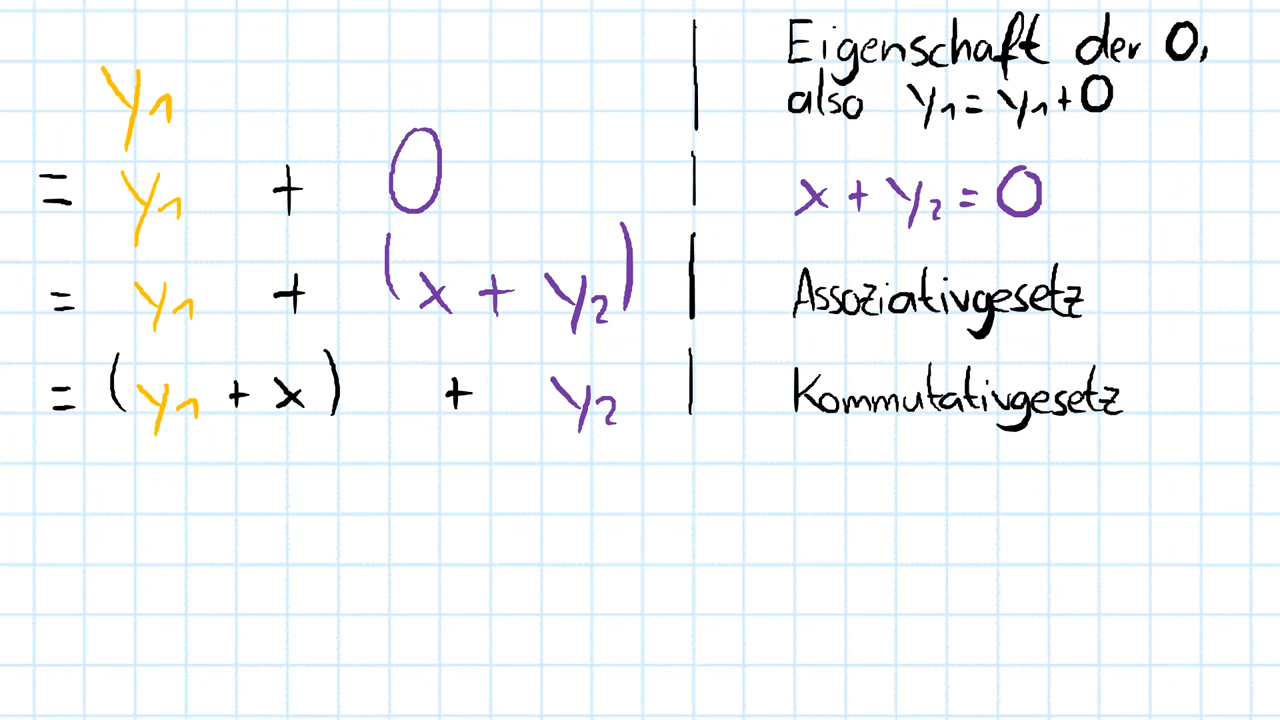 y₁ | Eigenschaft der 0,
also y₁ = y₁ + 0
= y₁ + 0 | x + y₂ = 0
= y₁ + (x + y₂) | Assoziativgesetz
= (y₁ + x) + y₂ | Kommutativgesetz